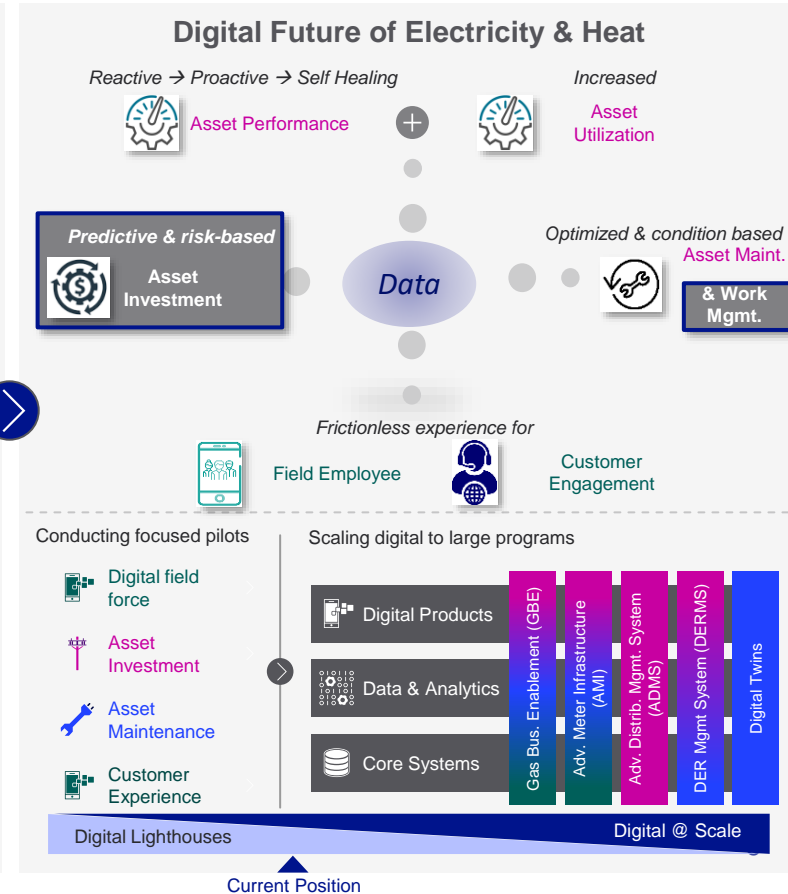 Digital Future of Electricity & Heat
Reactive → Proactive → Self Healing
Asset Performance
+
Increased
Asset
Utilization
Predictive & risk-based
Asset
Investment
Data
Optimized & condition based
Asset Maint.
& Work
Mgmt.
Frictionless experience for
Field Employee
Customer
Engagement
Conducting focused pilots
Digital field
force
Asset
Investment
Asset
Maintenance
Customer
Experience
Scaling digital to large programs
Digital Products
Data & Analytics
Core Systems
Gas Bus. Enablement (GBE)
Adv. Meter Infrastructure
(AMI)
Adv. Distrib. Mgmt. System
(ADMS)
DER Mgmt System (DERMS)
Digital Twins
Digital Lighthouses
Digital @ Scale
Current Position